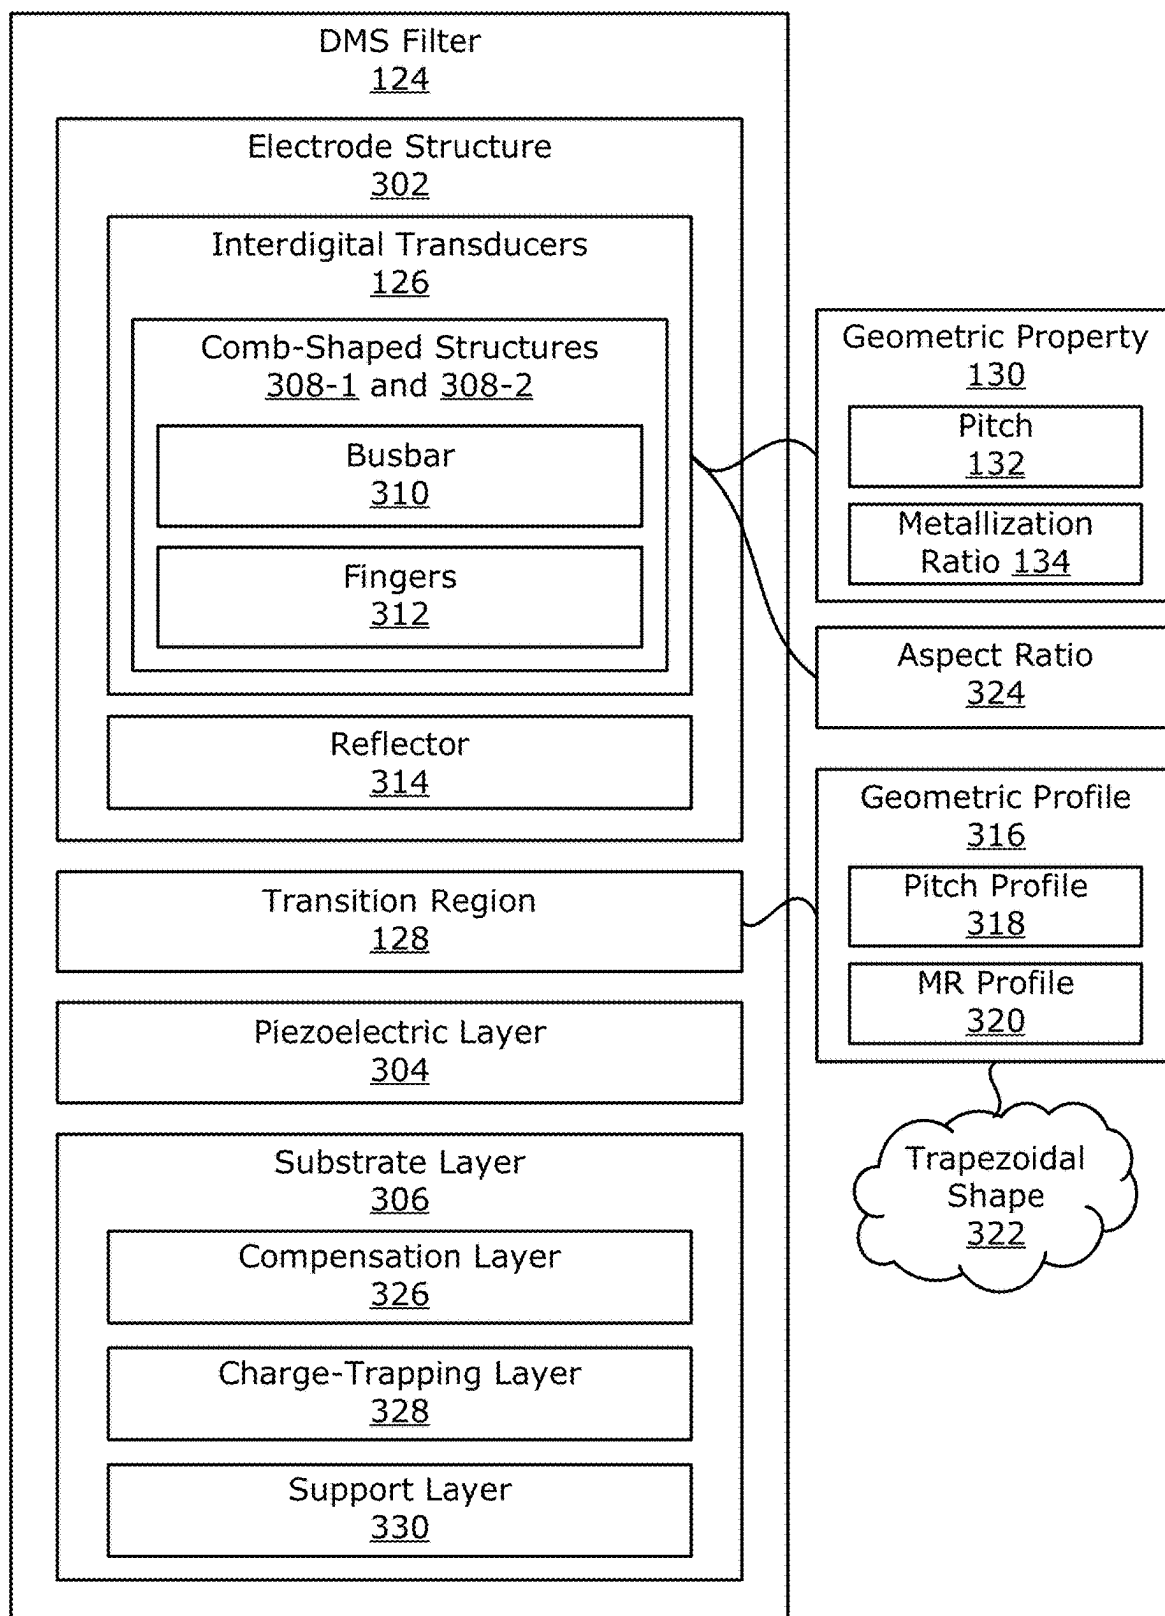 DMS Filter
124
Electrode Structure
302
Interdigital Transducers
126
Comb-Shaped Structures
308-1 and 308-2
Busbar
310
Fingers
312
Reflector
314
Transition Region
128
Piezoelectric Layer
304
Substrate Layer
306
Compensation Layer
326
Charge-Trapping Layer
328
Support Layer
330
Geometric Property
130
Pitch
132
Metallization
Ratio 134
Aspect Ratio
324
Geometric Profile
316
Pitch Profile
318
MR Profile
320
Trapezoidal
Shape
322